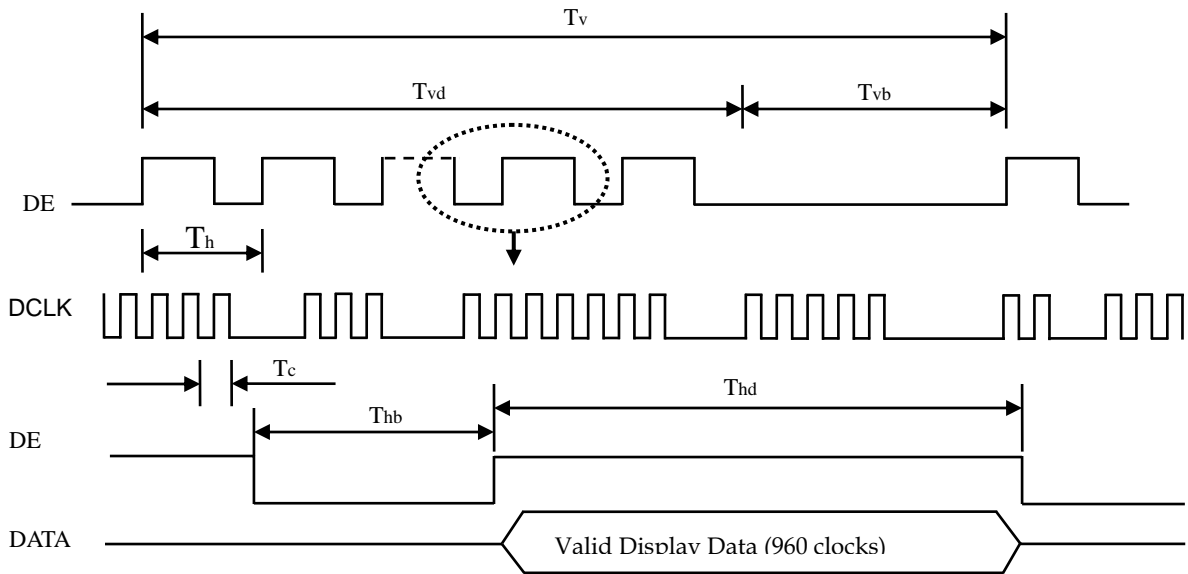 Tv
Tvd
Tvb
DE
Th
DCLK
Tc
Thd
Thb
DE
DATA
Valid Display Data (960 clocks)